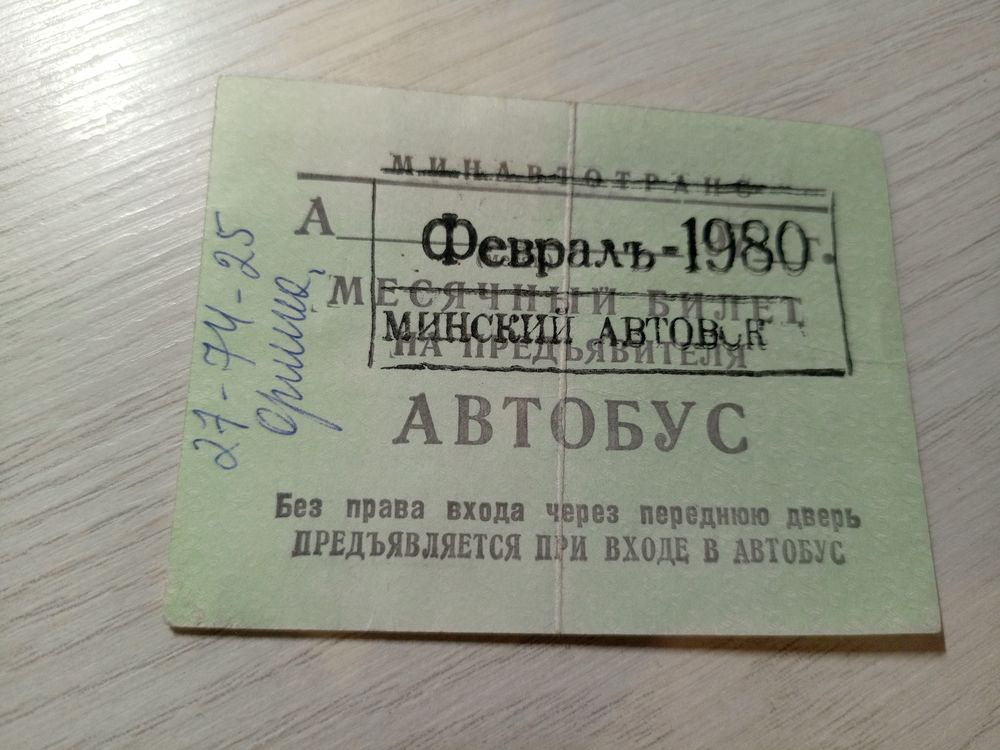 МИНАВТОТРАНС
А
Февраль-1980 г.
МЕСЯЧНЫЙ БИЛЕТ
МИНСКИЙ АВТОВСК
НА ПРЕДЪЯВИТЕЛЯ
АВТОБУС
Без права входа через переднюю дверь
ПРЕДЪЯВЛЯЕТСЯ ПРИ ВХОДЕ В АВТОБУС
27-74-25